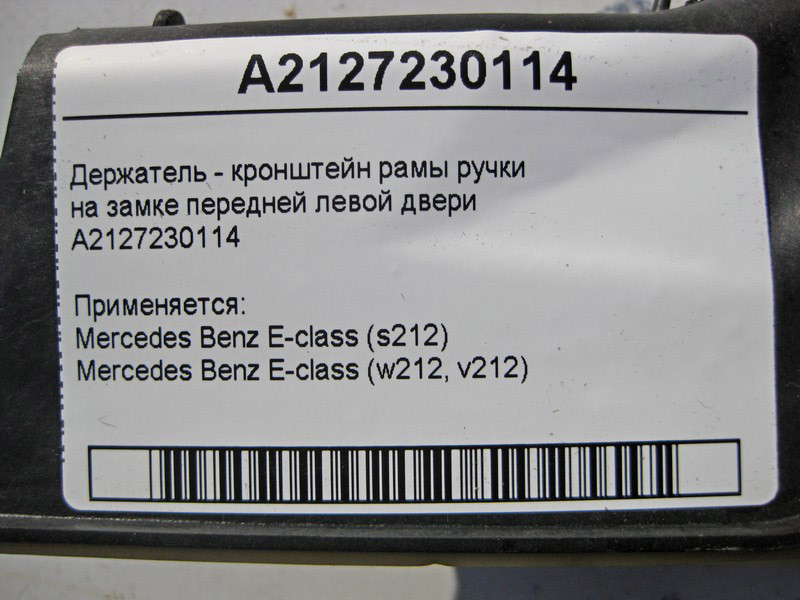 A2127230114
Держатель - кронштейн рамы ручки
на замке передней левой двери
A2127230114
Применяется:
Mercedes Benz E-class (s212)
Mercedes Benz E-class (w212, v212)